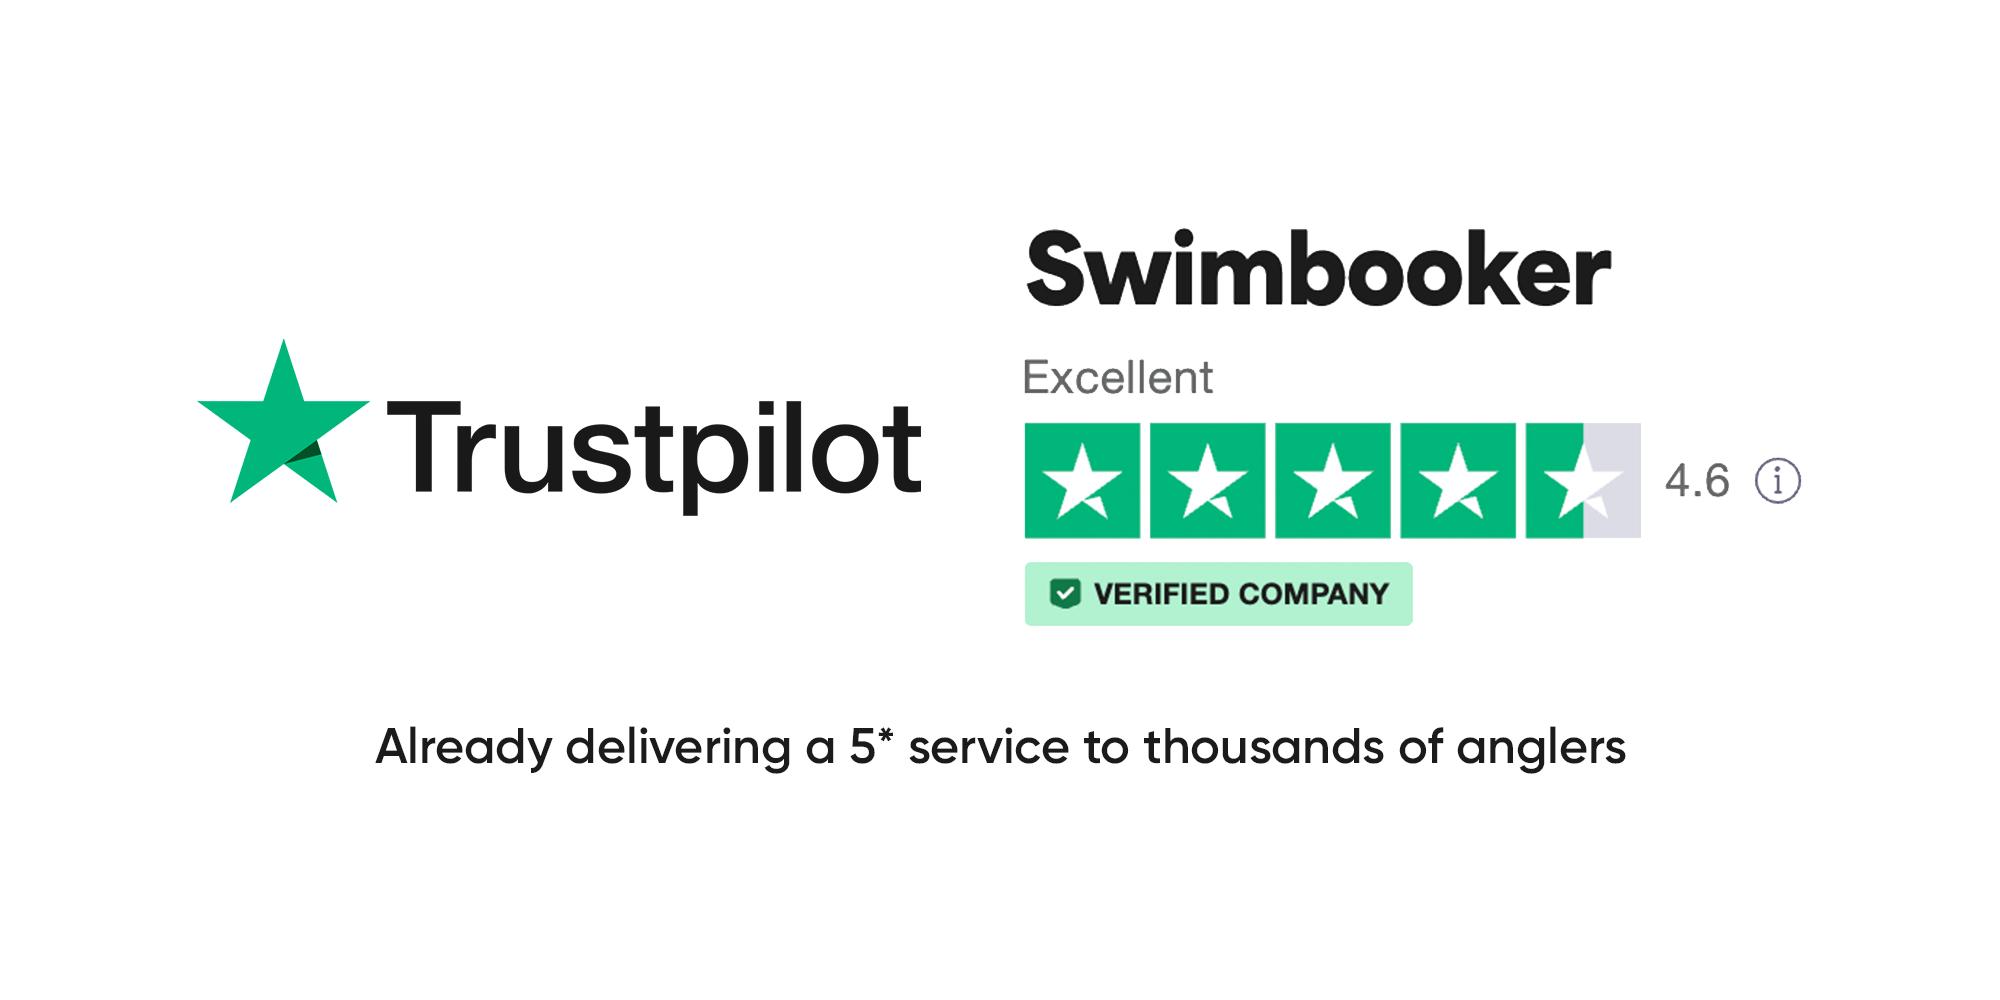 Trustpilot
Swimbooker
Excellent
4.6
VERIFIED COMPANY
Already delivering a 5* service to thousands of anglers